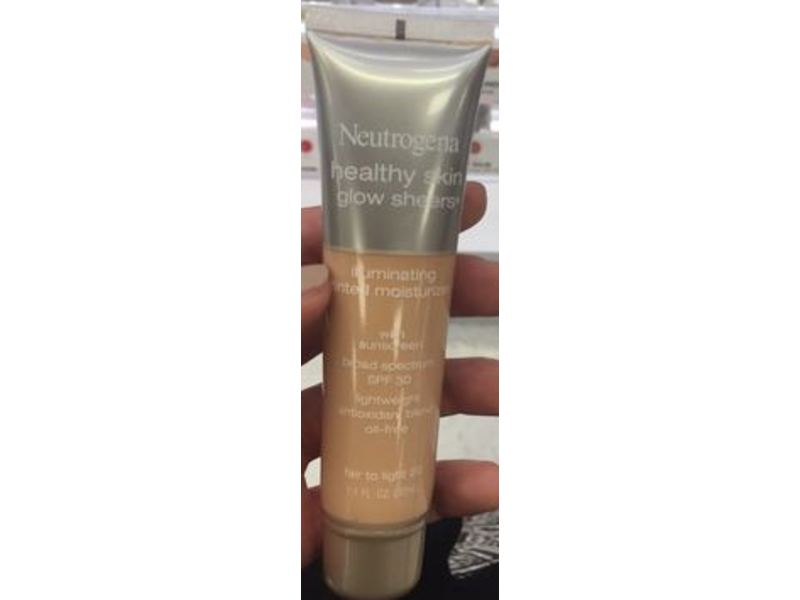 Neutrogena
healthy skin
glow sheers
illuminating
tinted moisturizer
with
sunscreen
broad spectrum
SPF 30
lightweight
antioxidant blend
oil-free
fair to light